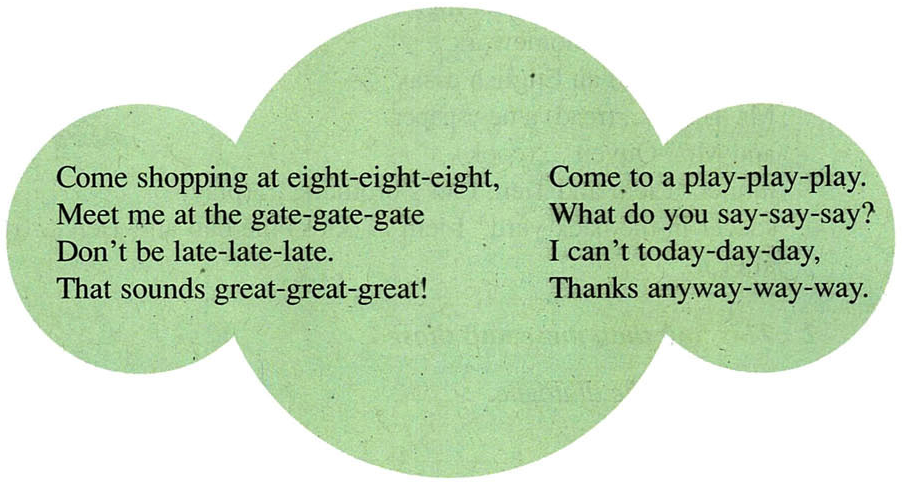 Come shopping at eight-eight-eight,
Meet me at the gate-gate-gate
Don't be late-late-late.
That sounds great-great-great!
Come to a play-play-play.
What do you say-say-say?
I can't today-day-day,
Thanks anyway-way-way.